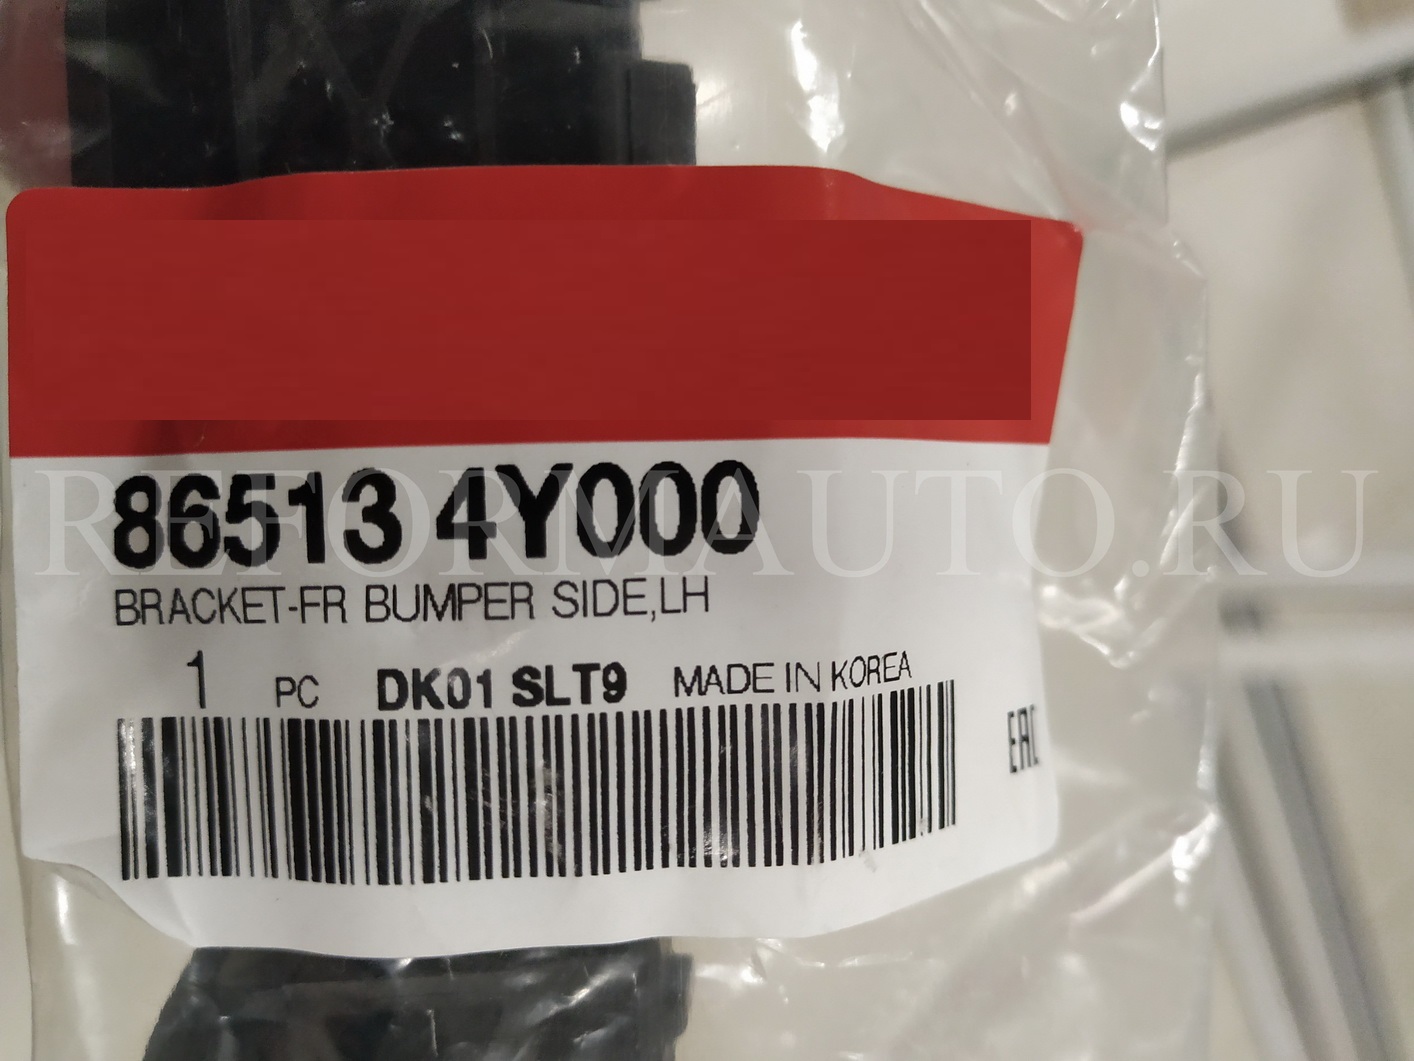 86513 4Y000
REFORMAUTO.RU
BRACKET-FR BUMPER SIDE,LH
1 PC DK01 SLT9 MADE IN KOREA
EAC